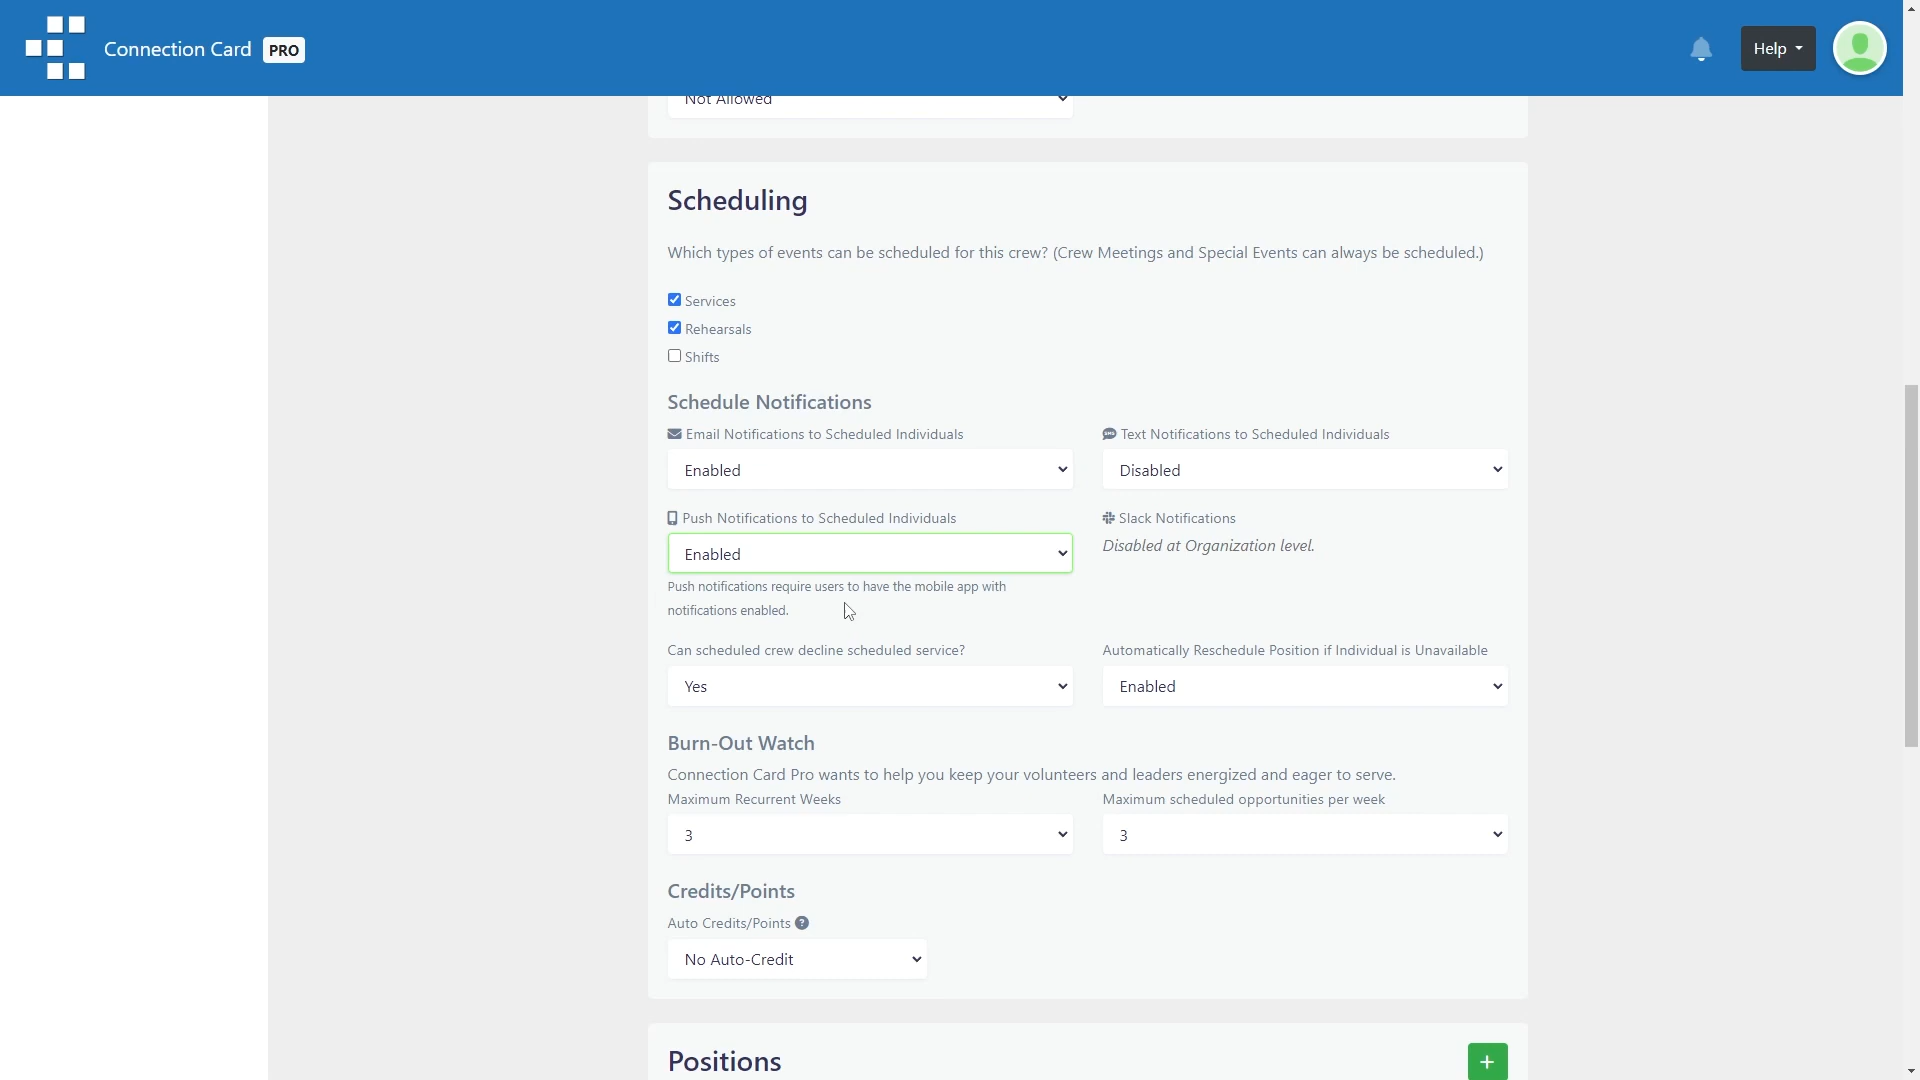 Connection Card PRO
Help
Not Allowed
Scheduling
Which types of events can be scheduled for this crew? (Crew Meetings and Special Events can always be scheduled.)
Services
Rehearsals
Shifts
Schedule Notifications
Email Notifications to Scheduled Individuals
Enabled
Text Notifications to Scheduled Individuals
Disabled
Push Notifications to Scheduled Individuals
Enabled
Push notifications require users to have the mobile app with
notifications enabled.
Slack Notifications
Disabled at Organization level.
Can scheduled crew decline scheduled service?
Yes
Automatically Reschedule Position if Individual is Unavailable
Enabled
Burn-Out Watch
Connection Card Pro wants to help you keep your volunteers and leaders energized and eager to serve.
Maximum Recurrent Weeks
3
Maximum scheduled opportunities per week
3
Credits/Points
Auto Credits/Points ?
No Auto-Credit
Positions
+